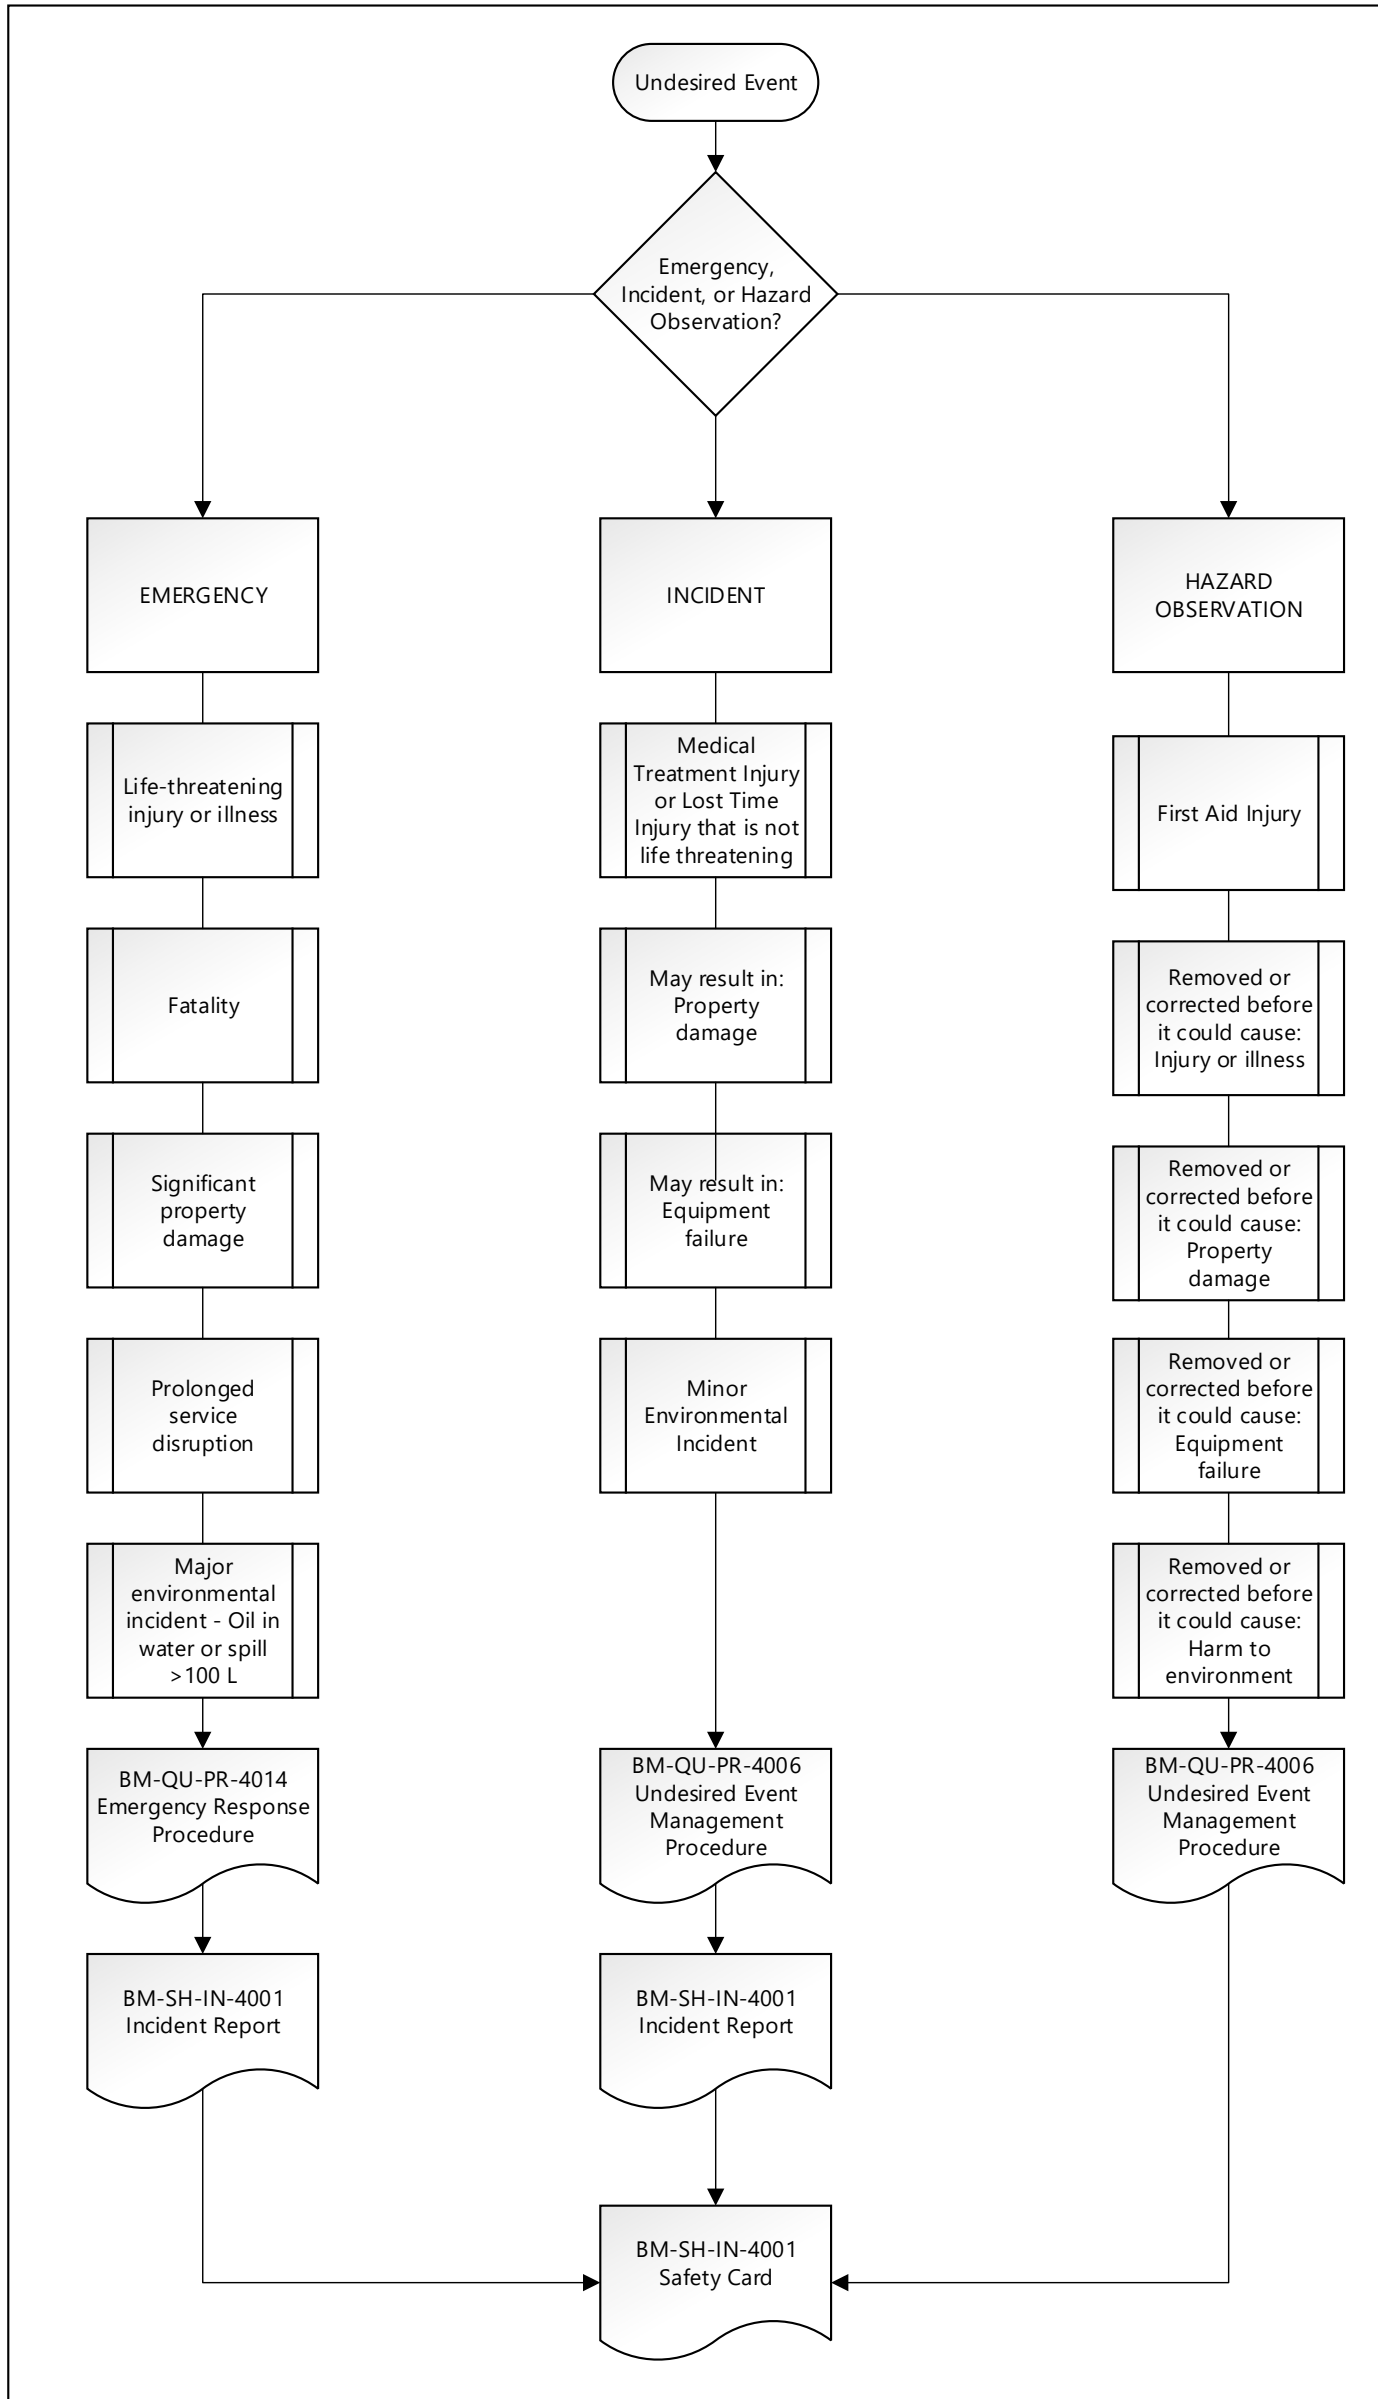 Undesired Event
Emergency,
Incident, or Hazard
Observation?
EMERGENCY
INCIDENT
HAZARD
OBSERVATION
Life-threatening
injury or illness
Fatality
Significant
property
damage
Prolonged
service
disruption
Major
environmental
incident - Oil in
water or spill
>100 L
BM-QU-PR-4014
Emergency Response
Procedure
BM-SH-IN-4001
Incident Report
Medical
Treatment Injury
or Lost Time
Injury that is not
life threatening
May result in:
Property
damage
May result in:
Equipment
failure
Minor
Environmental
Incident
BM-QU-PR-4006
Undesired Event
Management
Procedure
BM-SH-IN-4001
Incident Report
First Aid Injury
Removed or
corrected before
it could cause:
Injury or illness
Removed or
corrected before
it could cause:
Property
damage
Removed or
corrected before
it could cause:
Equipment
failure
Removed or
corrected before
it could cause:
Harm to
environment
BM-QU-PR-4006
Undesired Event
Management
Procedure
BM-SH-IN-4001
Safety Card